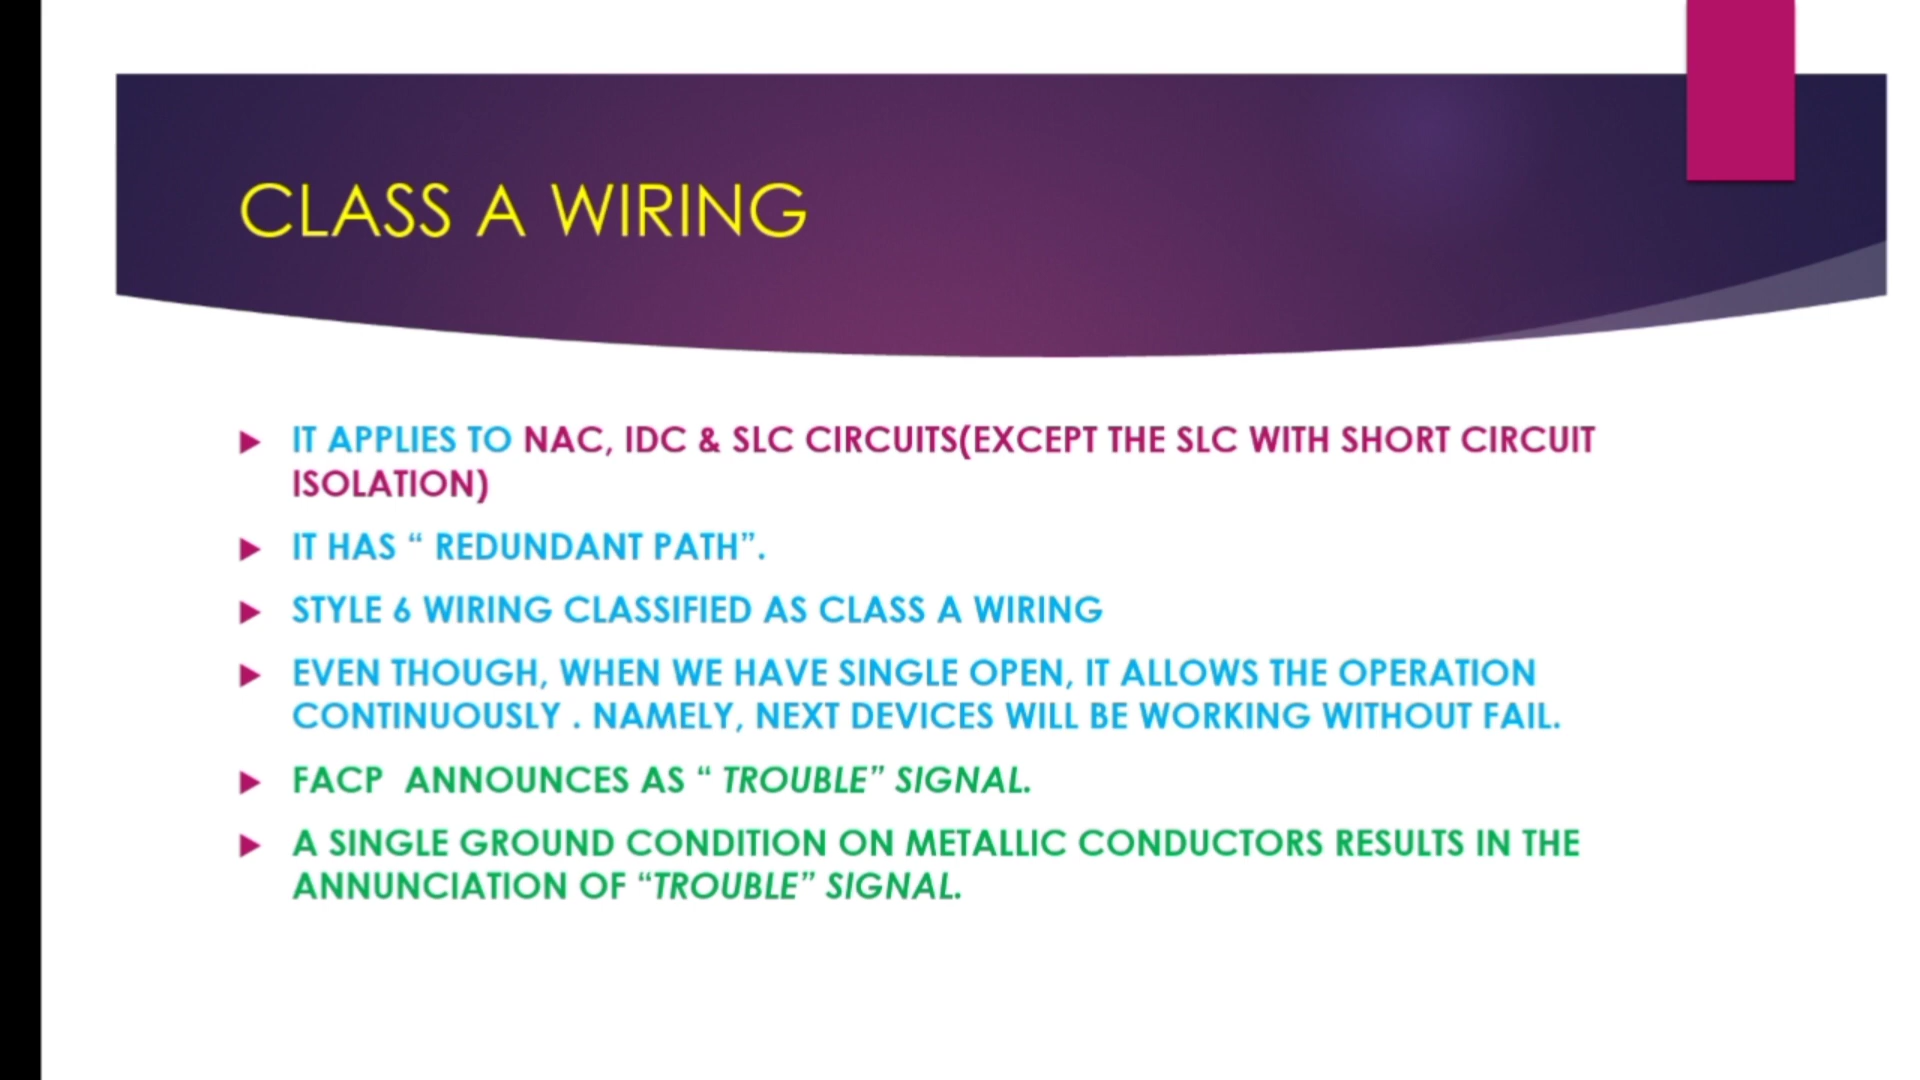 CLASS A WIRING
IT APPLIES TO NAC, IDC & SLC CIRCUITS(EXCEPT THE SLC WITH SHORT CIRCUIT
ISOLATION)
IT HAS “ REDUNDANT PATH”.
STYLE 6 WIRING CLASSIFIED AS CLASS A WIRING
EVEN THOUGH, WHEN WE HAVE SINGLE OPEN, IT ALLOWS THE OPERATION
CONTINUOUSLY . NAMELY, NEXT DEVICES WILL BE WORKING WITHOUT FAIL.
FACP  ANNOUNCES AS “ TROUBLE” SIGNAL.
A SINGLE GROUND CONDITION ON METALLIC CONDUCTORS RESULTS IN THE
ANNUNCIATION OF “TROUBLE” SIGNAL.